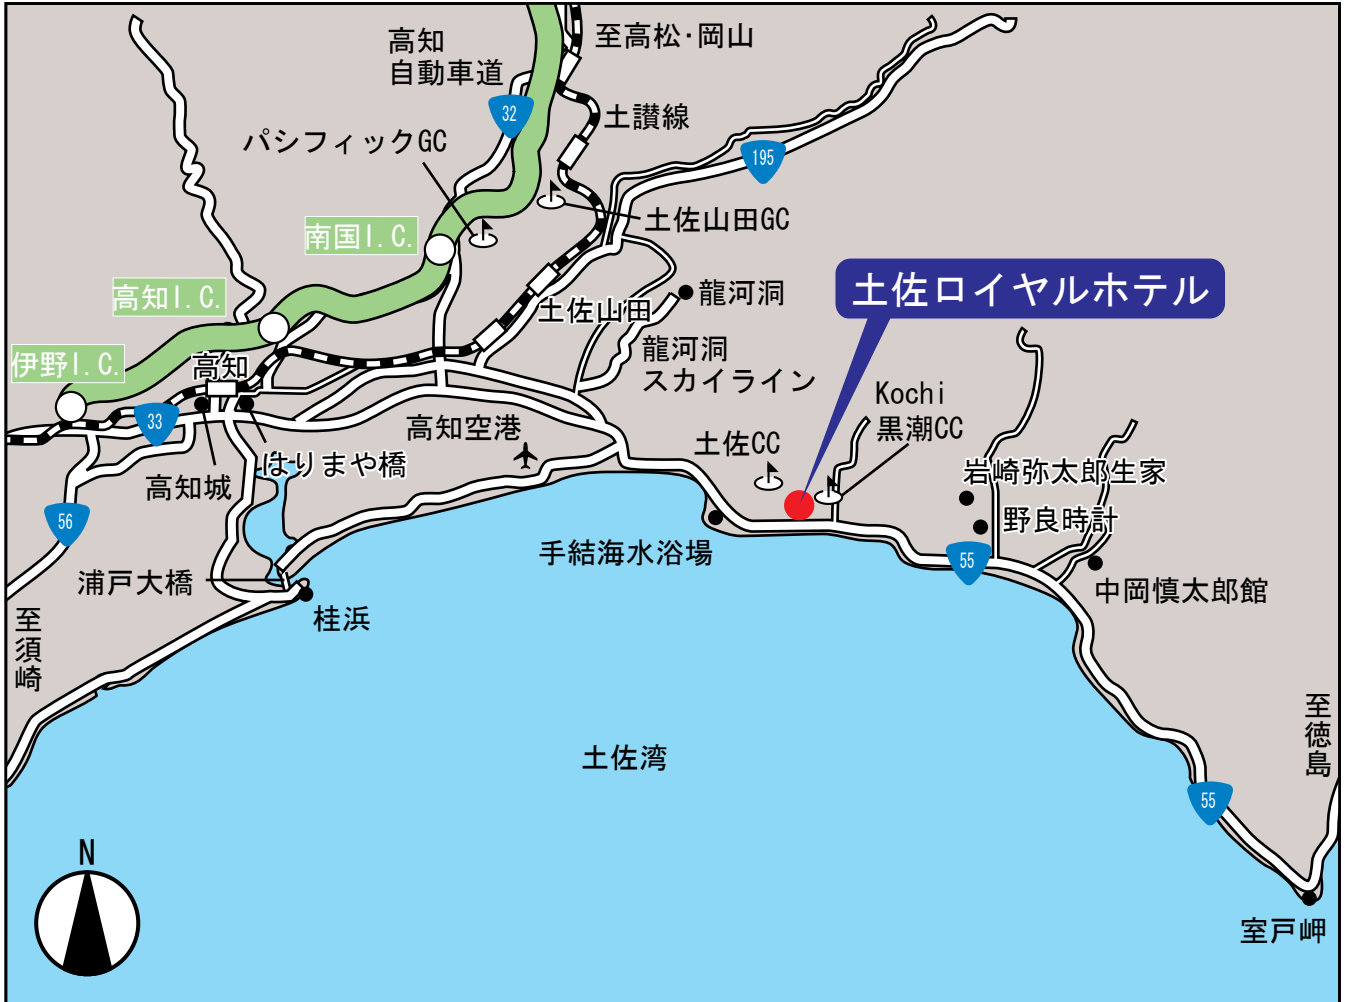 高知
自動車道
至高松・岡山
32
土讃線
パシフィックGC
195
土佐山田GC
南国I.C.
高知I.C.
土佐ロイヤルホテル
龍河洞
土佐山田
伊野I.C.
高知
龍河洞
スカイライン
Kochi
黒潮CC
33
高知空港
土佐CC
はりまや橋
高知城
岩崎弥太郎生家
野良時計
56
手結海水浴場
55
浦戸大橋
中岡慎太郎館
桂浜
至須崎
土佐湾
至徳島
55
N
室戸岬